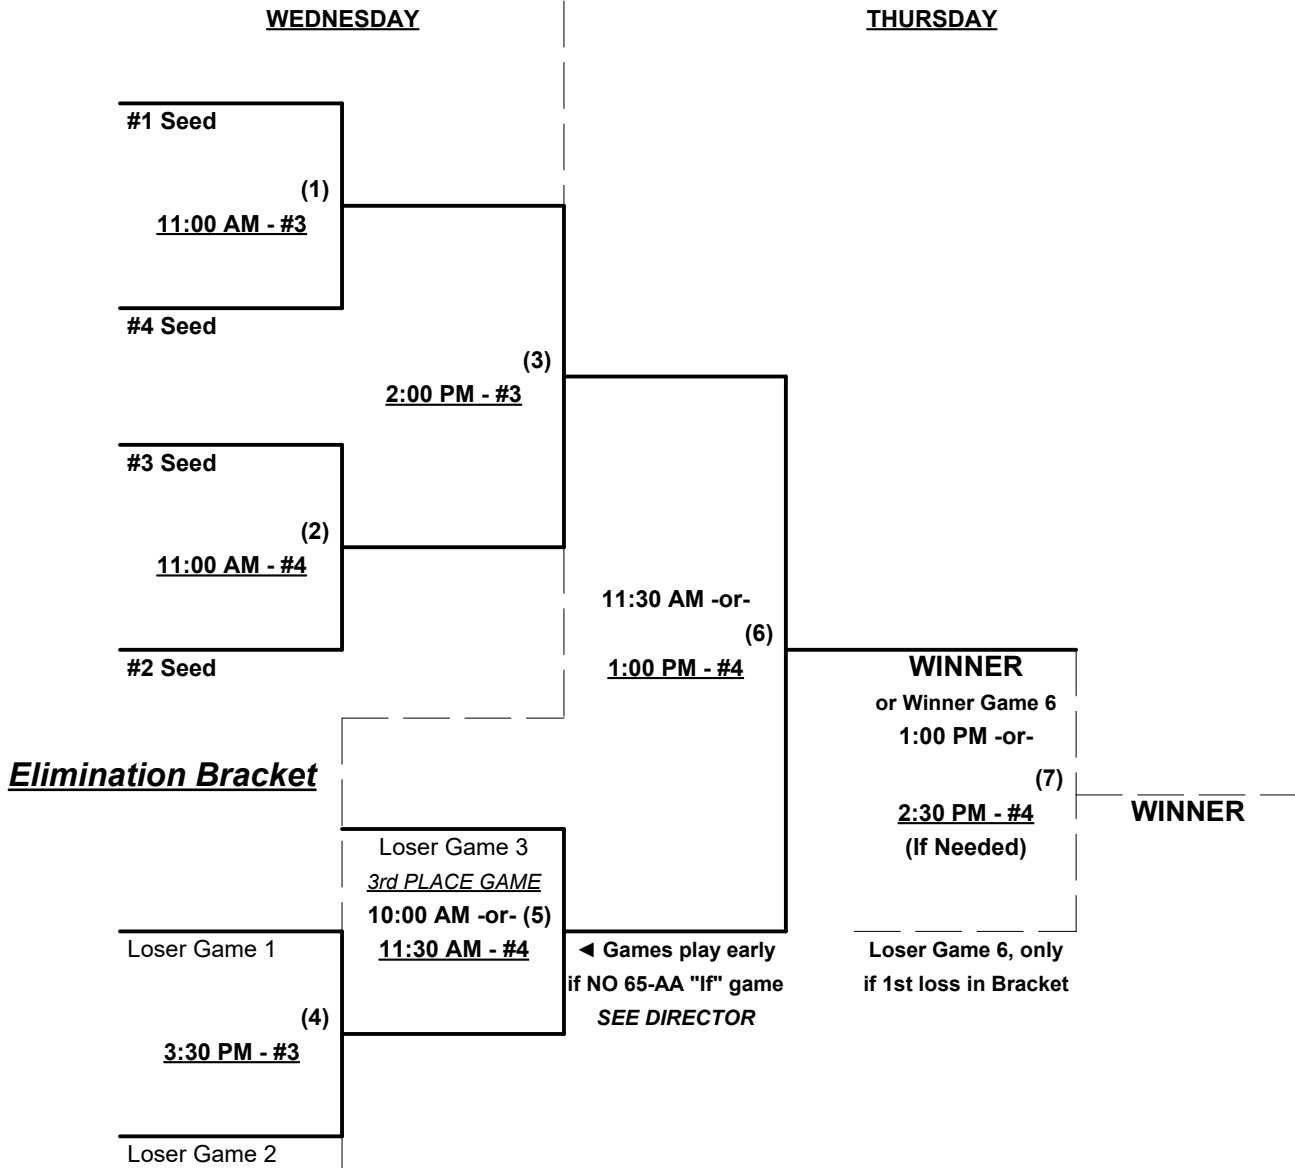 WEDNESDAY
THURSDAY
#1 Seed
(1)
11:00 AM - #3
#4 Seed
(3)
2:00 PM - #3
#3 Seed
(2)
11:00 AM - #4
#2 Seed
11:30 AM -or-
(6)
1:00 PM - #4
WINNER
or Winner Game 6
1:00 PM -or-
(7)
2:30 PM - #4
(If Needed)
WINNER
Elimination Bracket
Loser Game 3
3rd PLACE GAME
10:00 AM -or- (5)
11:30 AM - #4
Loser Game 1
◄ Games play early
if NO 65-AA "If" game
SEE DIRECTOR
Loser Game 6, only
if 1st loss in Bracket
(4)
3:30 PM - #3
Loser Game 2